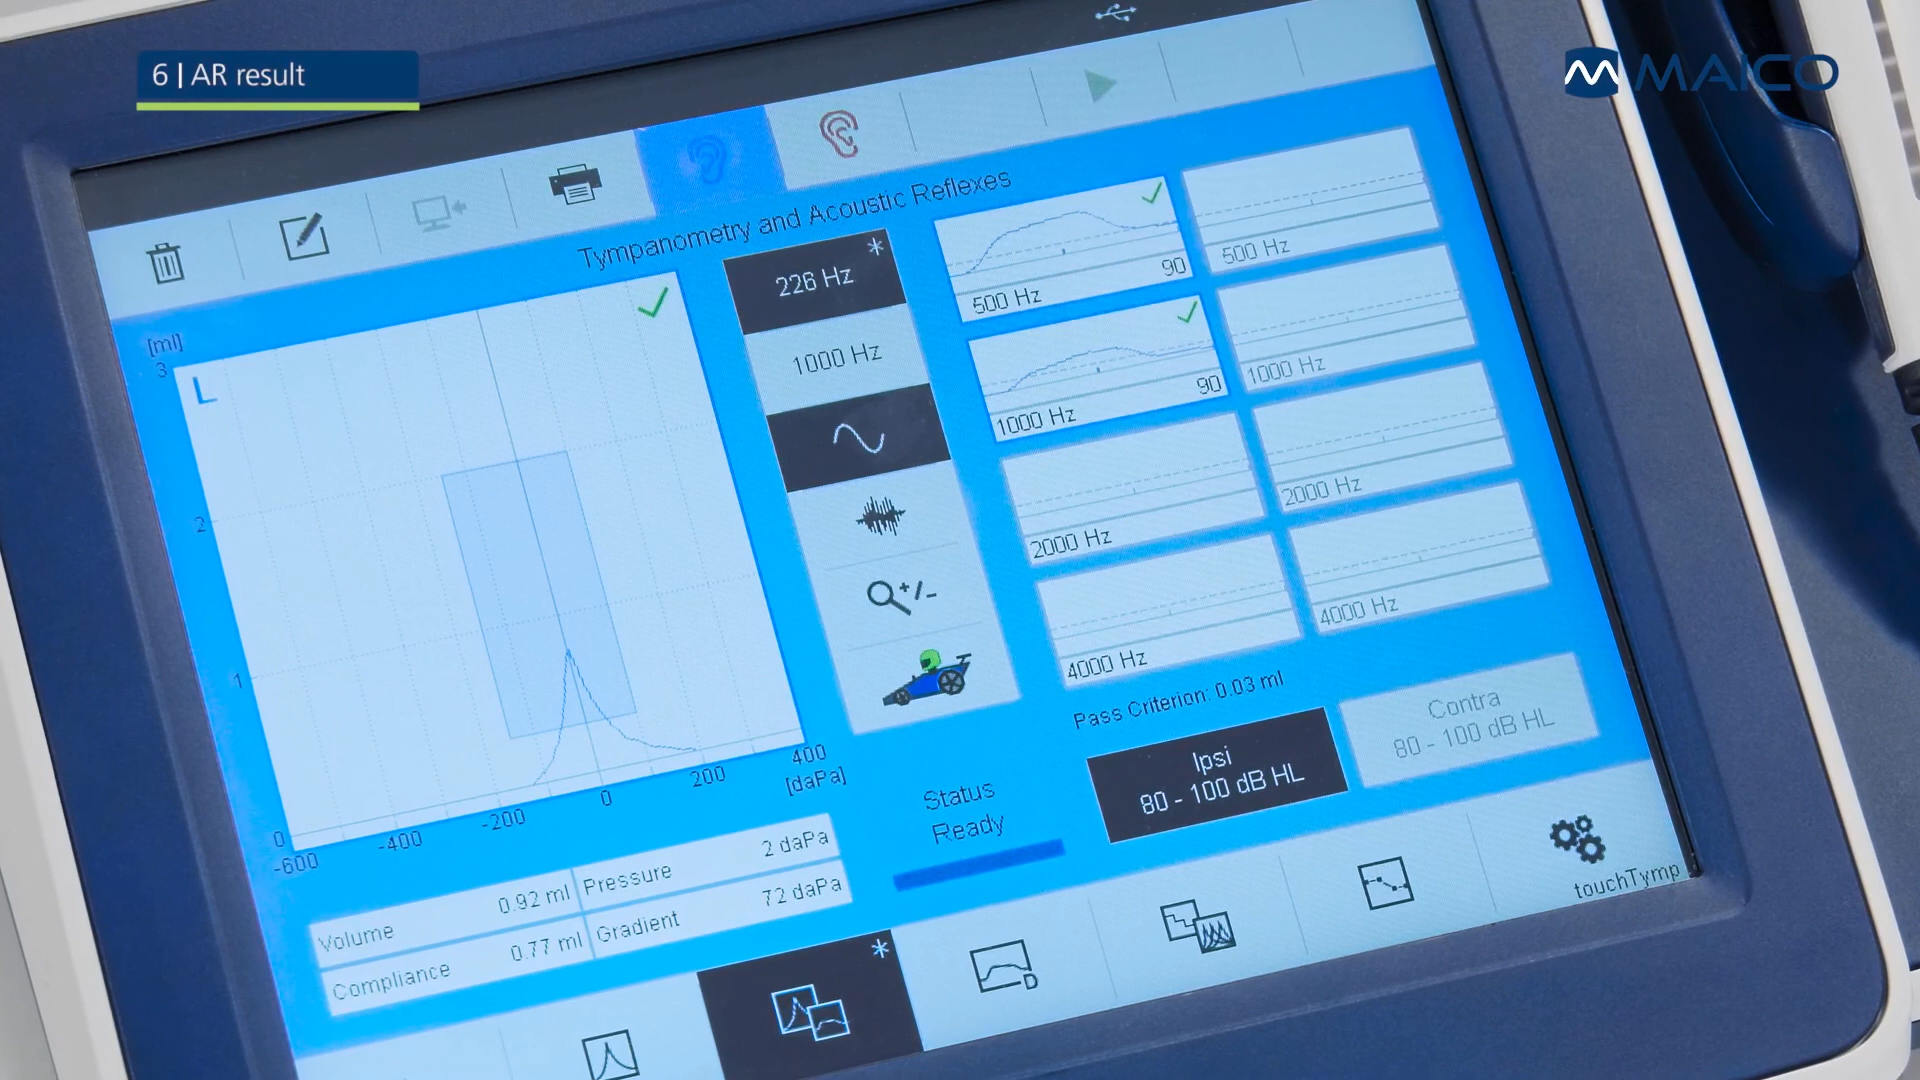 6 | AR result
MAICO
Tympanometry and Acoustic Reflexes
[ml]
3
L
2
1
0
-600
-400
-200
0
200
400
[daPa]
226 Hz
*
1000 Hz
+/-
500 Hz
90
1000 Hz
90
2000 Hz
4000 Hz
500 Hz
1000 Hz
2000 Hz
4000 Hz
Pass Criterion: 0.03 ml
Ipsi
80 - 100 dB HL
Contra
80 - 100 dB HL
Status
Ready
Volume 0.92 ml
Pressure 2 daPa
Compliance 0.77 ml
Gradient 72 daPa
*
D
touchTymp